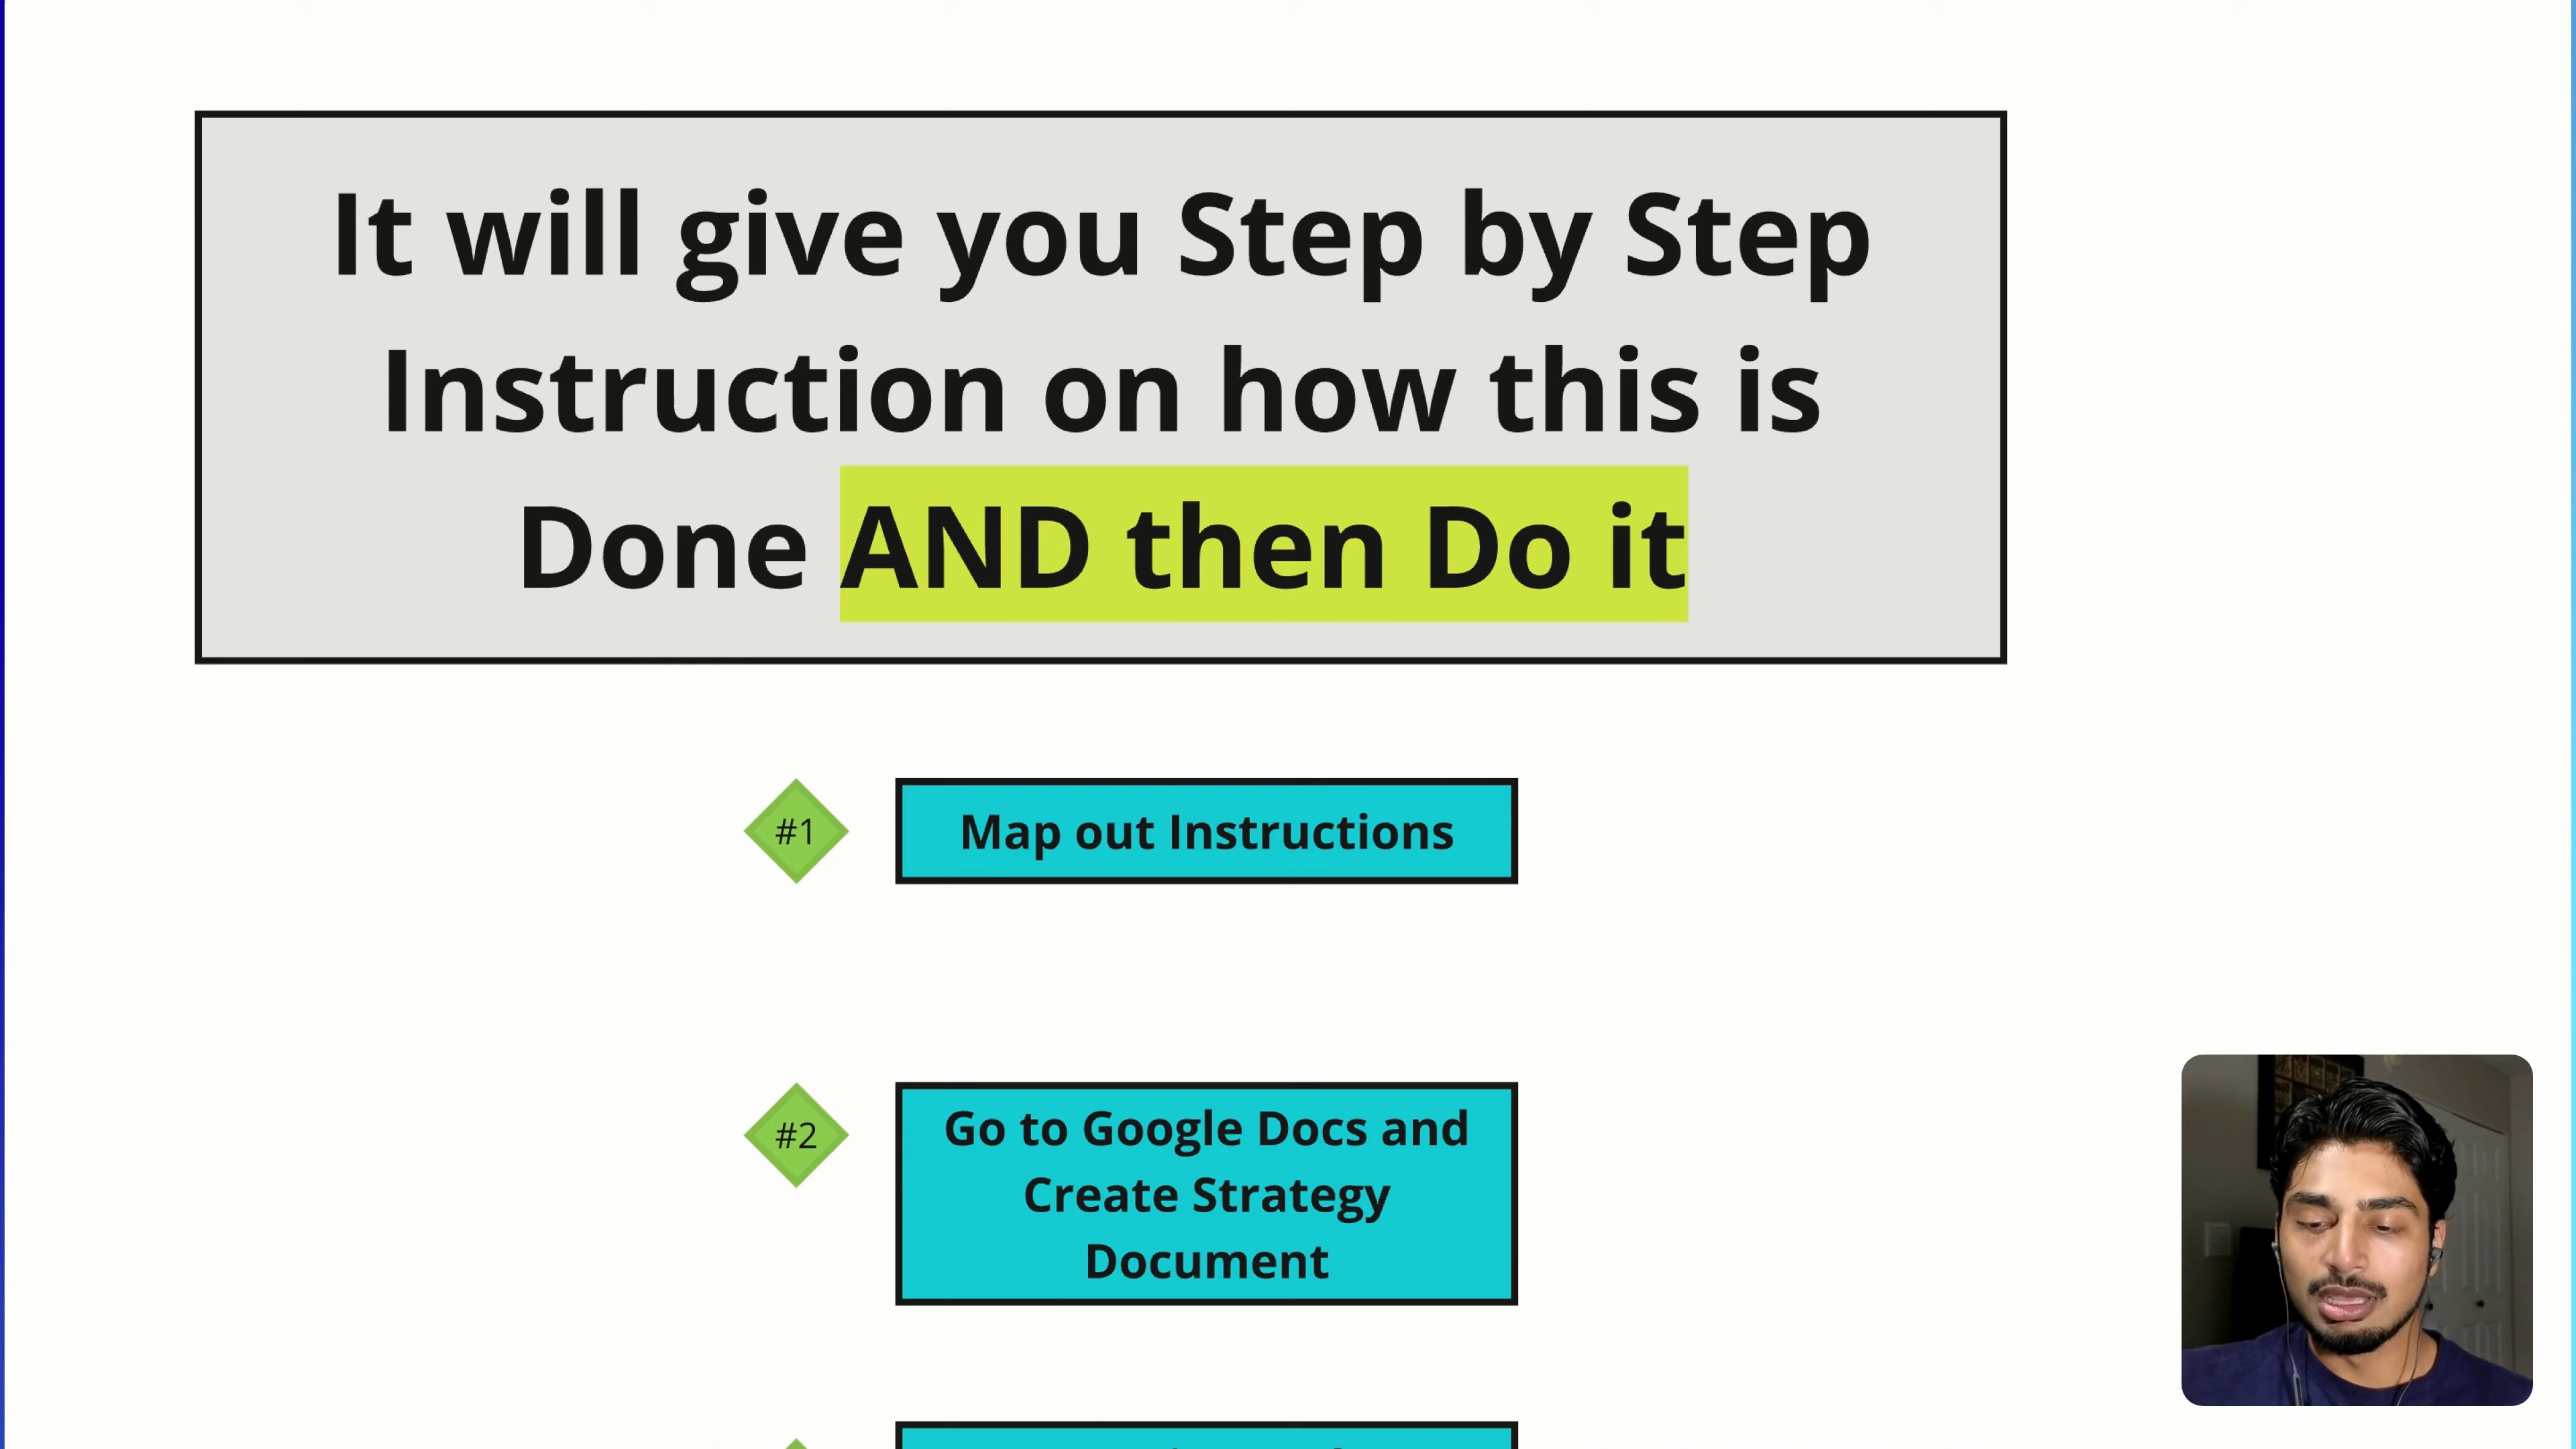 It will give you Step by Step
Instruction on how this is
Done AND then Do it
#1
Map out Instructions
#2
Go to Google Docs and
Create Strategy
Document